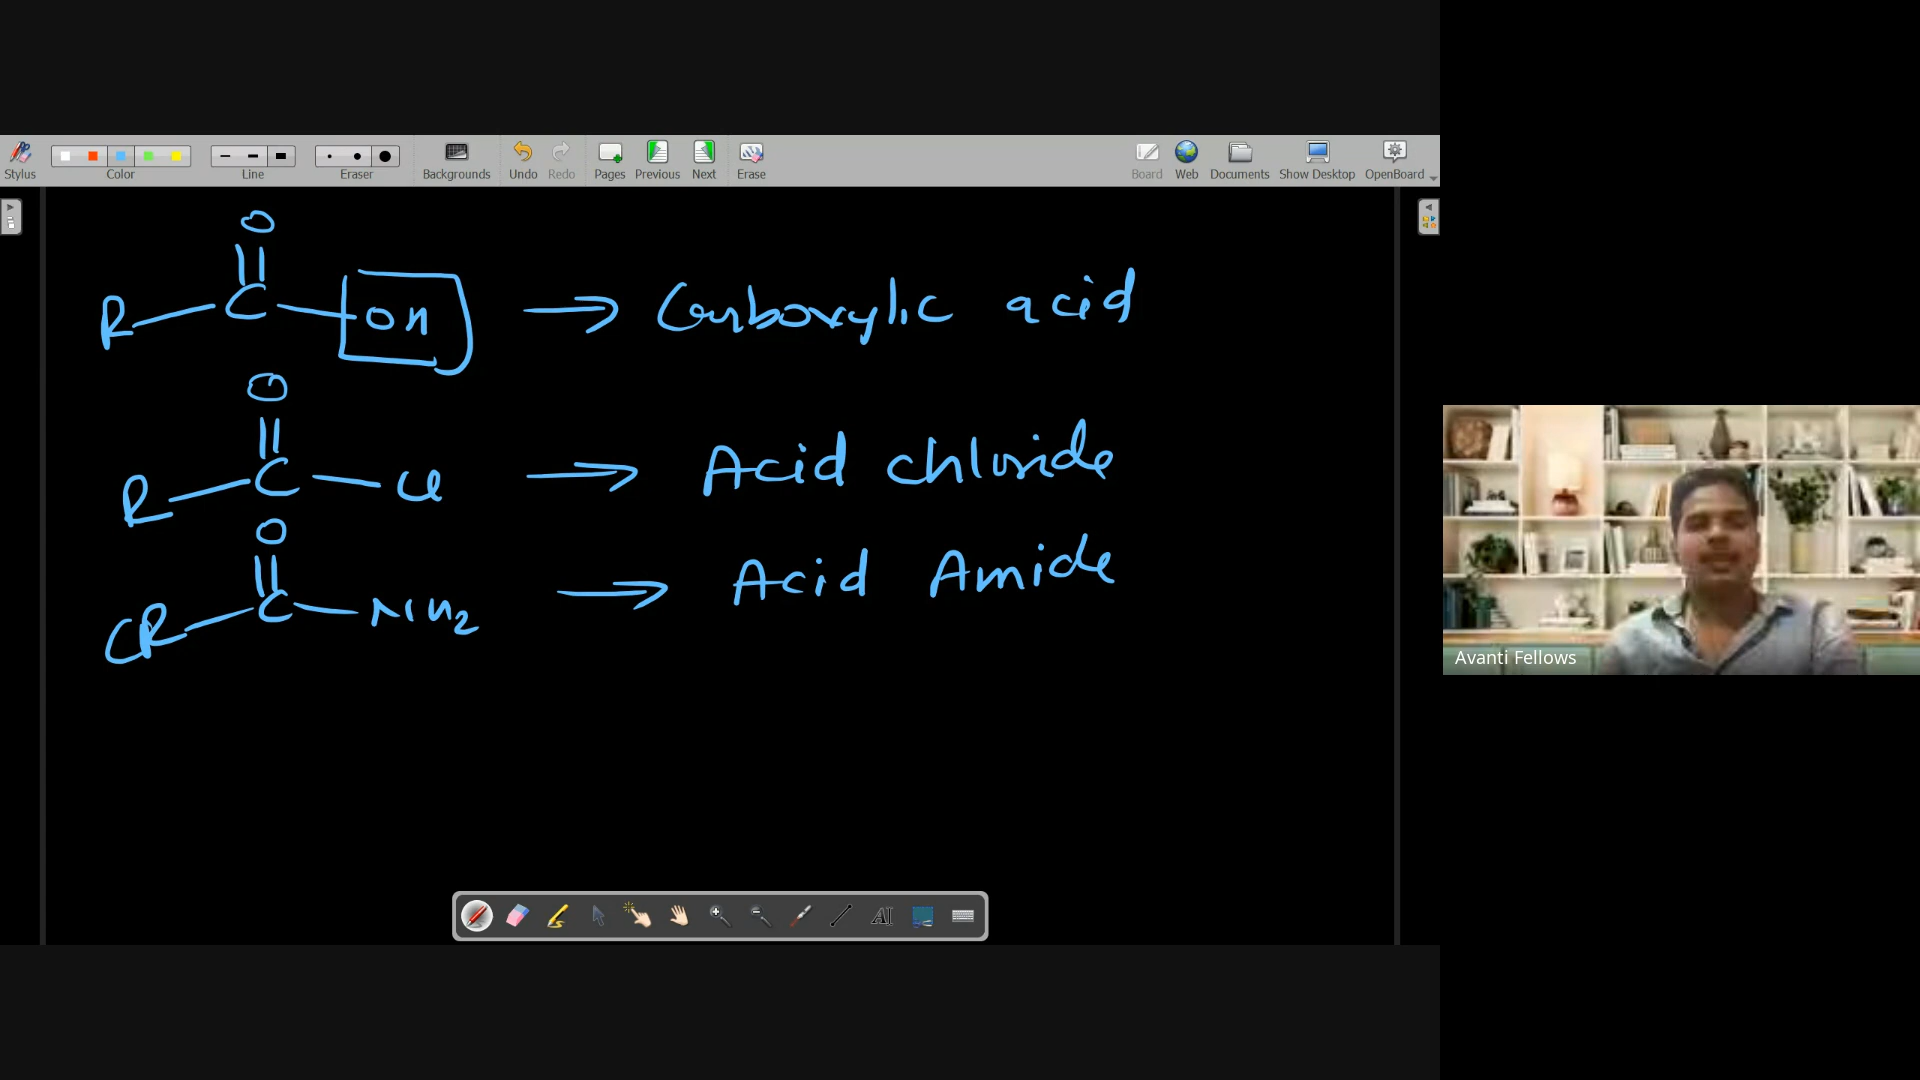 Stylus Color Line Eraser Backgrounds Undo Redo Pages Previous Next Erase Board Web Documents Show Desktop OpenBoard
O
R C OH → Carboxylic acid
O
R C Cl → Acid chloride
O
CR C NH2 → Acid Amide
Avanti Fellows